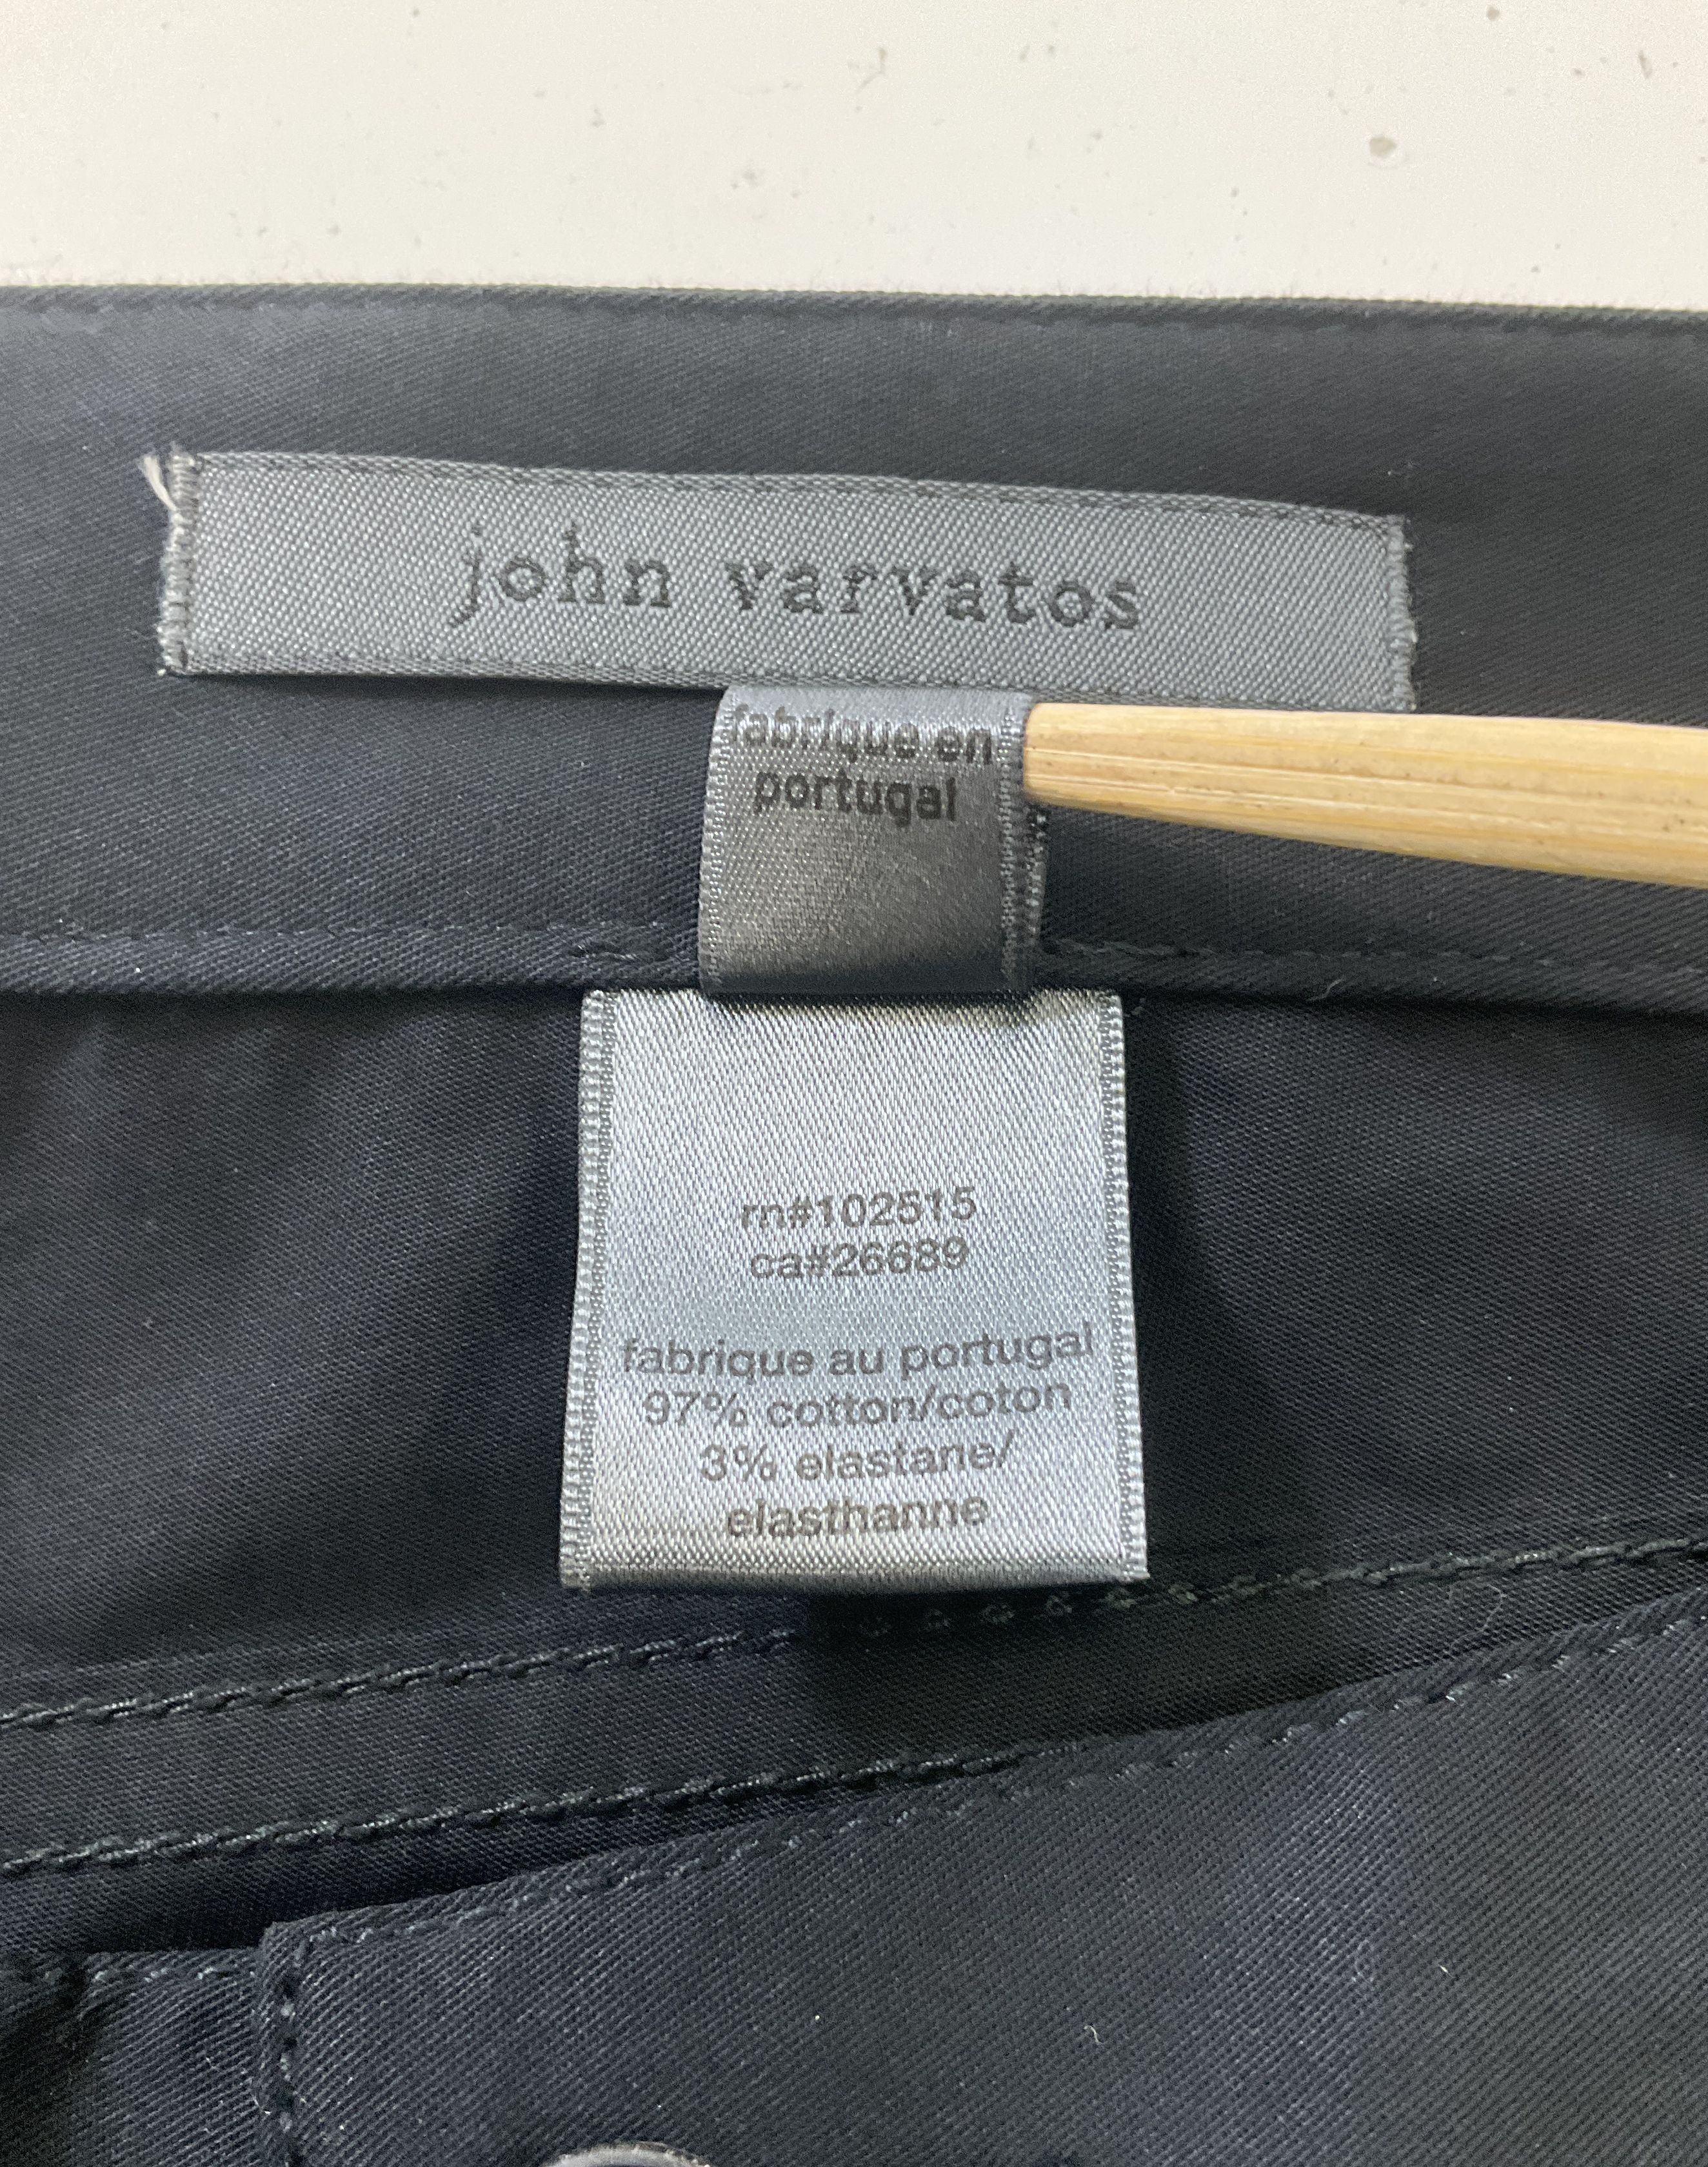 john varvatos
fabrique en
portugal
rn#102515
ca#26689
fabrique au portugal
97% cotton/coton
3% elastane/
elasthanne